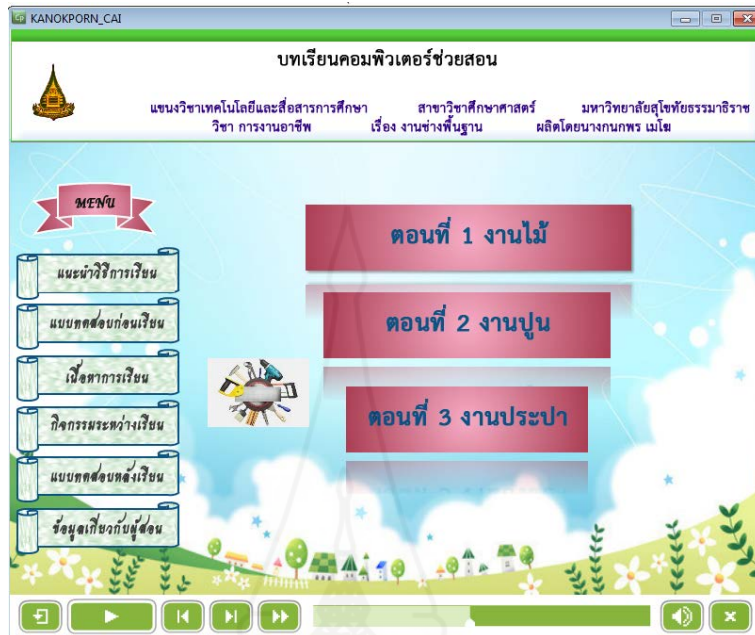 KANOKPORN_CAI
บทเรียนคอมพิวเตอร์ช่วยสอน
แขนงวิชาเทคโนโลยีและสื่อสารการศึกษา สาขาวิชาศึกษาศาสตร์ มหาวิทยาลัยสุโขทัยธรรมาธิราช
วิชา การงานอาชีพ เรื่อง งานช่างพื้นฐาน ผลิตโดยนางกนกพร เมโฆ
MENU
แนะนำวิธีการเรียน
แบบทดสอบก่อนเรียน
เนื้อหาการเรียน
กิจกรรมระหว่างเรียน
แบบทดสอบหลังเรียน
ข้อมูลเกี่ยวกับผู้สอน
ตอนที่ 1 งานไม้
ตอนที่ 2 งานปูน
ตอนที่ 3 งานประปา